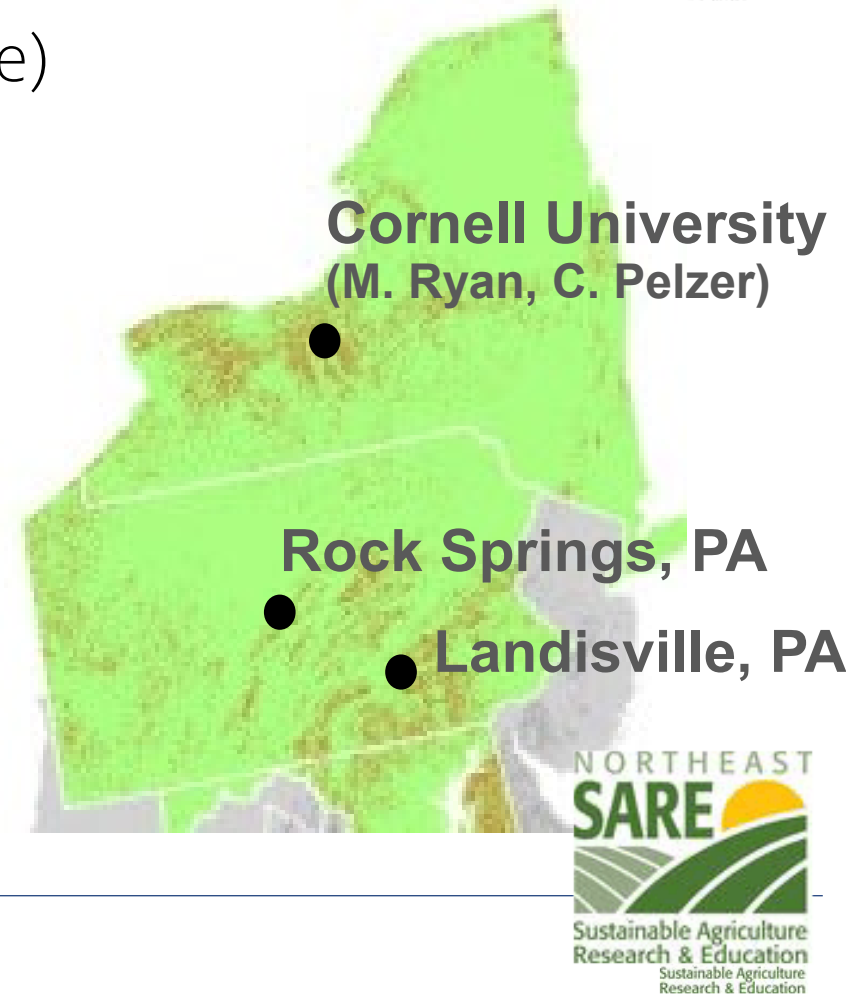 e)
Cornell University
(M. Ryan, C. Pelzer)
Rock Springs, PA
Landisville, PA
NORTHEAST
SARE
Sustainable Agriculture
Research & Education
Sustainable Agriculture
Research & Education